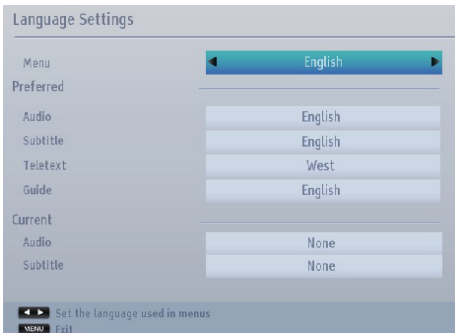 Language Settings
Menu English
Preferred
Audio English
Subtitle English
Teletext West
Guide English
Current
Audio None
Subtitle None
Set the language used in menus
MENU Exit